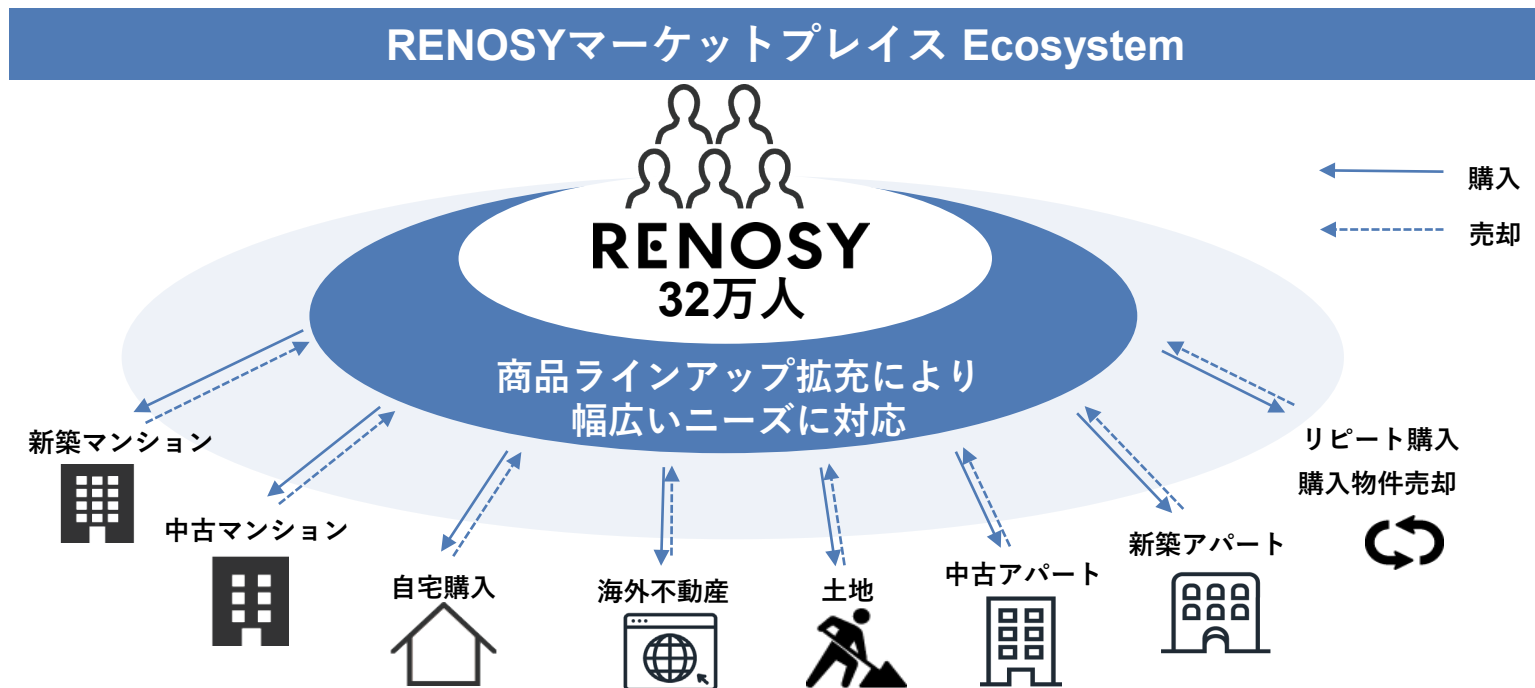 RENOSYマーケットプレイス Ecosystem
購入
売却
RENOSY
32万人
商品ラインアップ拡充により
幅広いニーズに対応
新築マンション
中古マンション
自宅購入
海外不動産
土地
中古アパート
新築アパート
リピート購入
購入物件売却